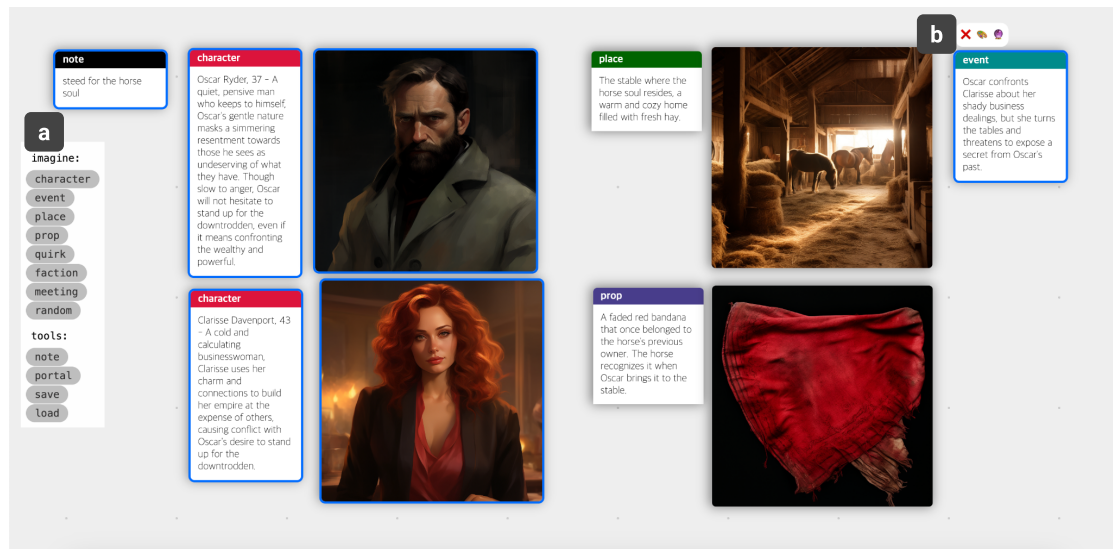 note
steed for the horse
soul
a
imagine:
character
event
place
prop
quirk
faction
meeting
random
tools:
note
portal
save
load
character
Oscar Ryder, 37 – A
quiet, pensive man
who keeps to himself,
Oscar's gentle nature
masks a simmering
resentment towards
those he sees as
undeserving of what
they have. Though
slow to anger, Oscar
will not hesitate to
stand up for the
downtrodden, even if
it means confronting
the wealthy and
powerful.
character
Clarisse Davenport, 43
– A cold and
calculating
businesswoman,
Clarisse uses her
charm and
connections to build
her empire at the
expense of others,
causing conflict with
Oscar's desire to stand
up for the
downtrodden.
place
The stable where the
horse soul resides, a
warm and cozy home
filled with fresh hay.
prop
A faded red bandana
that once belonged to
the horse's previous
owner. The horse
recognizes it when
Oscar brings it to the
stable.
b
event
Oscar confronts
Clarisse about her
shady business
dealings, but she turns
the tables and
threatens to expose a
secret from Oscar's
past.